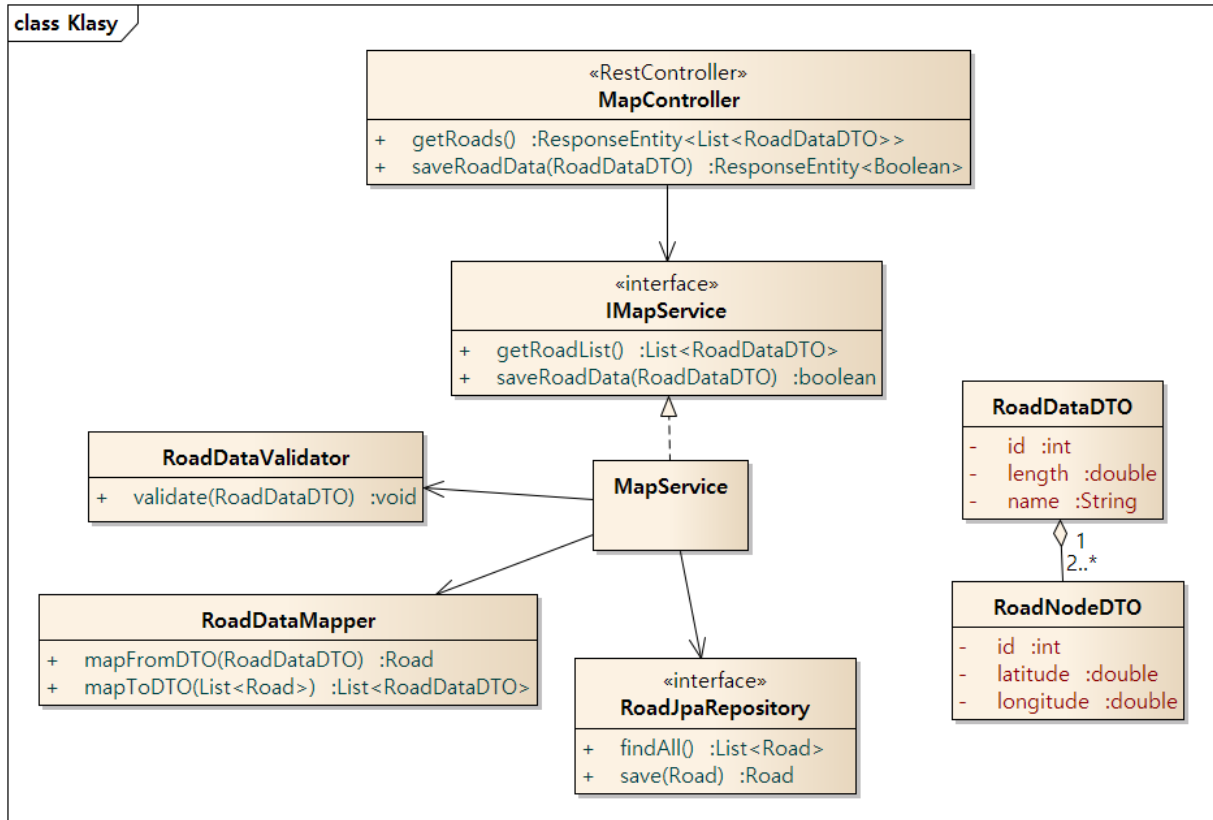 class Klasy
«RestController»
MapController
+ getRoads() :ResponseEntity<List<RoadDataDTO>>
+ saveRoadData(RoadDataDTO) :ResponseEntity<Boolean>
«interface»
IMapService
+ getRoadList() :List<RoadDataDTO>
+ saveRoadData(RoadDataDTO) :boolean
RoadDataValidator
+ validate(RoadDataDTO) :void
MapService
RoadDataMapper
+ mapFromDTO(RoadDataDTO) :Road
+ mapToDTO(List<Road>) :List<RoadDataDTO>
«interface»
RoadJpaRepository
+ findAll() :List<Road>
+ save(Road) :Road
RoadDataDTO
- id :int
- length :double
- name :String
1
2..*
RoadNodeDTO
- id :int
- latitude :double
- longitude :double